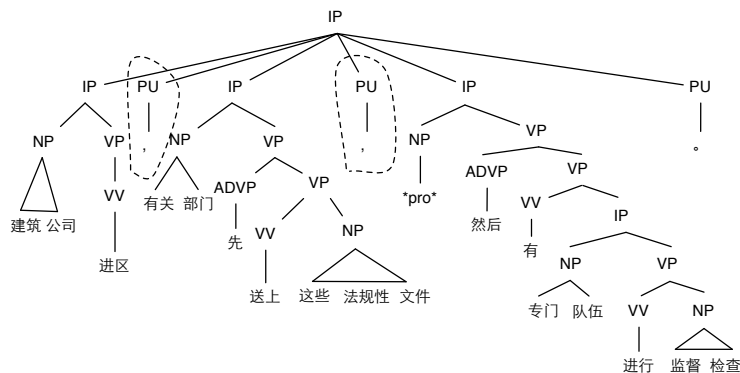 IP
IP PU IP PU IP PU
NP VP , NP VP , NP VP 。
建筑 公司 VV 有关 部门 ADVP VP *pro* ADVP VP
进区 先 VV NP 然后 VV IP
送上 这些 法规性 文件 有 NP VP
专门 队伍 VV NP
进行 监督 检查